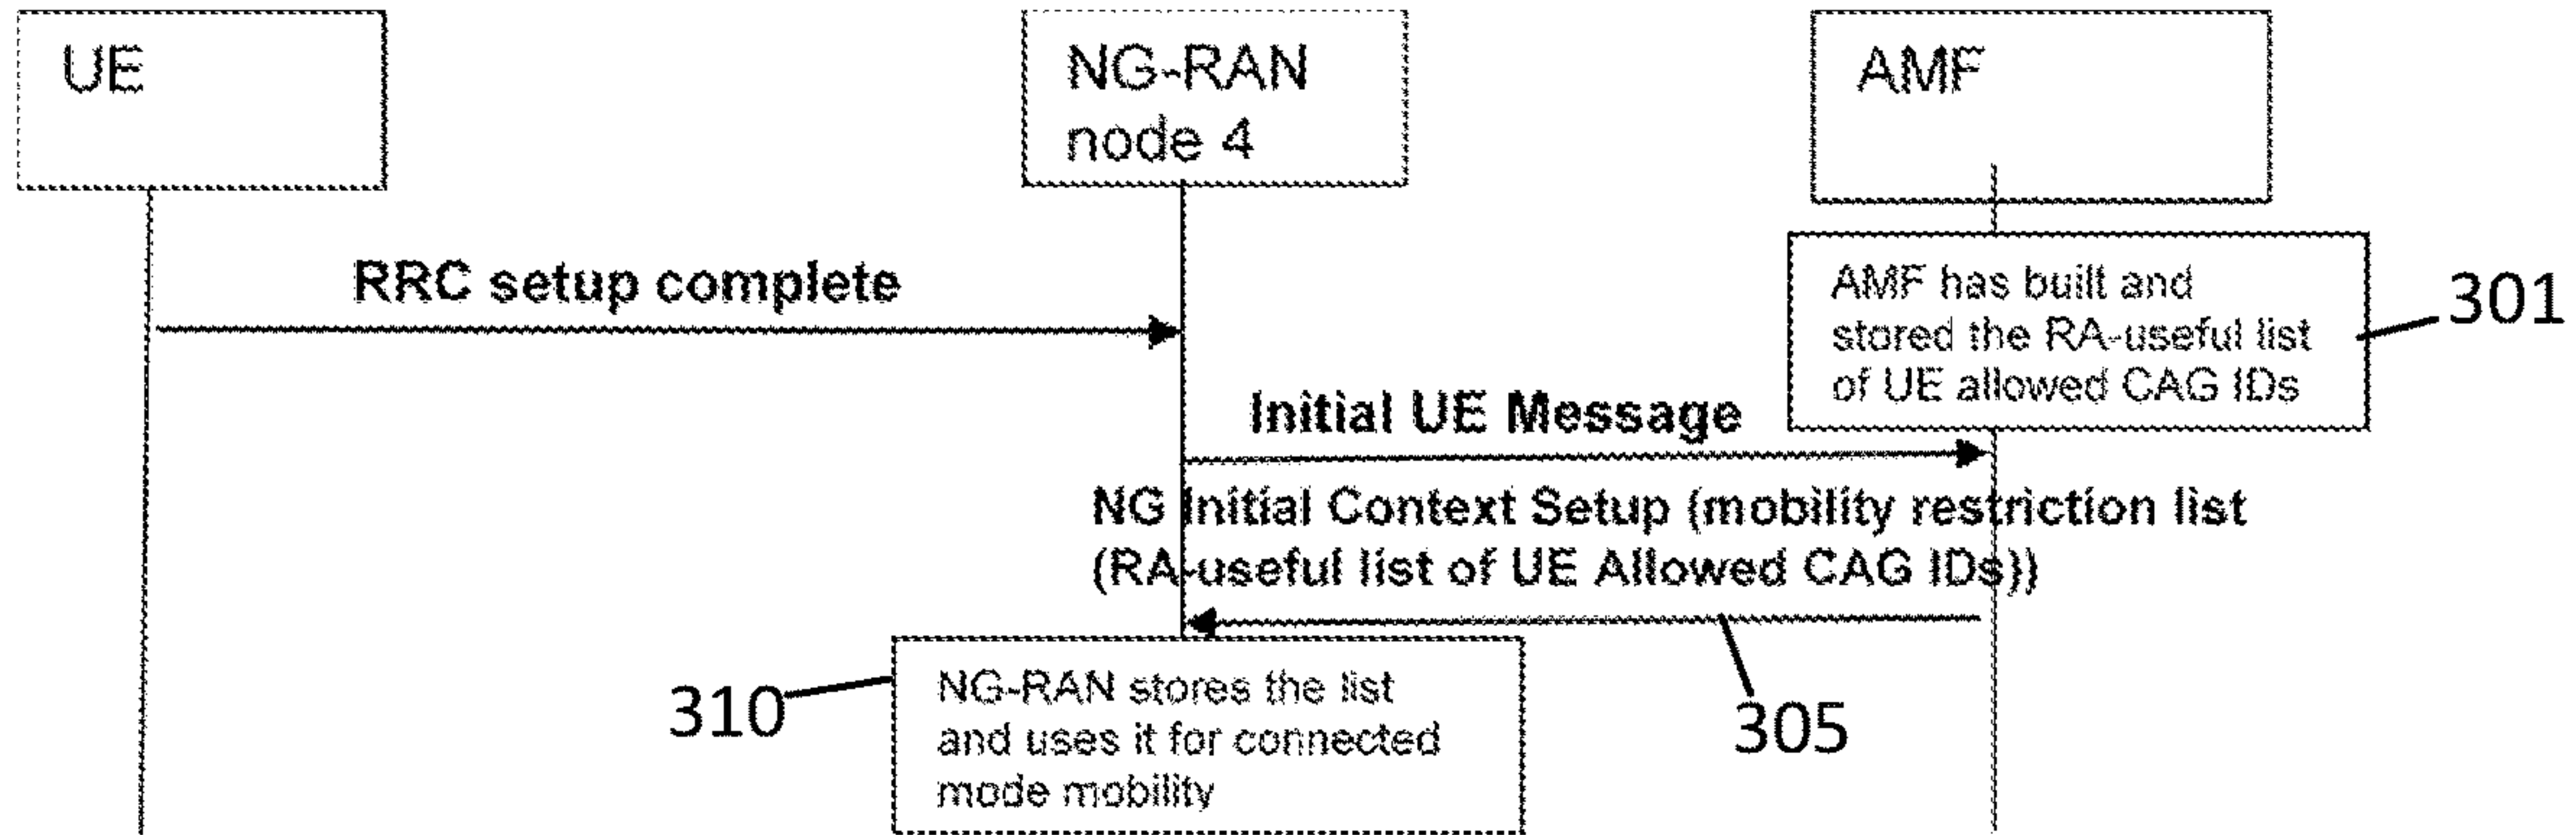 UE
NG-RAN
node 4
AMF
RRC setup complete
AMF has built and
stored the RA-useful list
of UE allowed CAG IDs
301
Initial UE Message
NG Initial Context Setup (mobility restriction list
(RA-useful list of UE Allowed CAG IDs))
305
310
NG-RAN stores the list
and uses it for connected
mode mobility